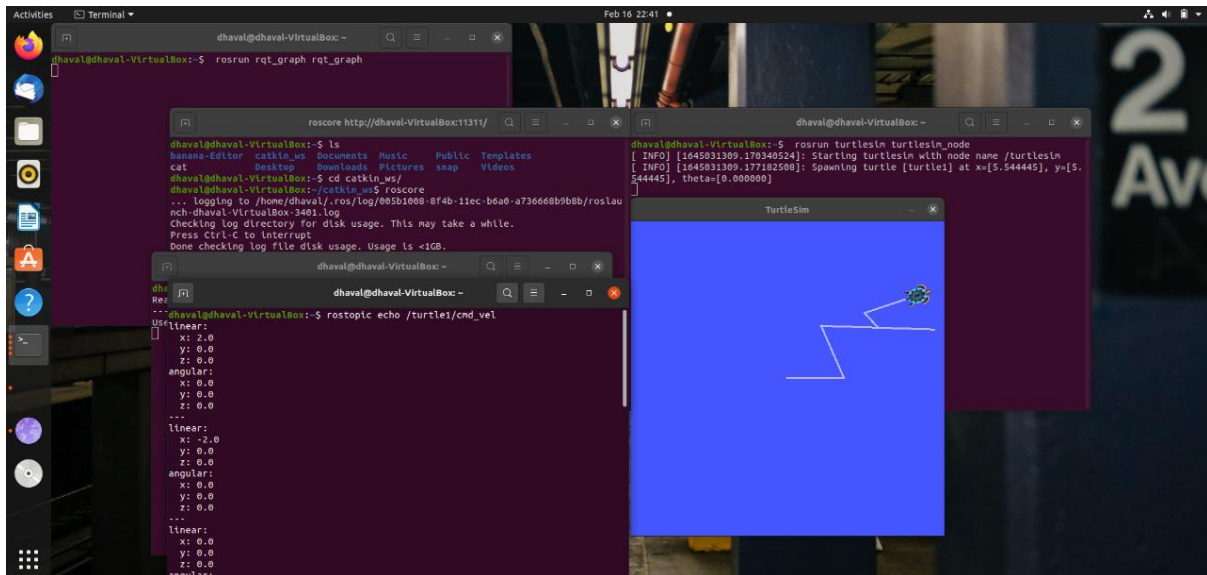 Activities Terminal Feb 16 22:41
dhaval@dhaval-VirtualBox: ~
dhaval@dhaval-VirtualBox:~$ rosrun rqt_graph rqt_graph
roscore http://dhaval-VirtualBox:11311/
dhaval@dhaval-VirtualBox:~$ ls
banana-Editor catkin_ws Documents Music Public Templates
cat Desktop Downloads Pictures snap Videos
dhaval@dhaval-VirtualBox:~$ cd catkin_ws/
dhaval@dhaval-VirtualBox:~/catkin_ws$ roscore
... logging to /home/dhaval/.ros/log/005b1008-8f4b-11ec-b6a0-a736668b9b8b/roslau
nch-dhaval-VirtualBox-3401.log
Checking log directory for disk usage. This may take a while.
Press Ctrl-C to interrupt
Done checking log file disk usage. Usage is <1GB.
dhaval@dhaval-VirtualBox: ~
dhaval@dhaval-VirtualBox:~$ rosrun turtlesim turtlesim_node
[ INFO] [1645031309.170340524]: Starting turtlesim with node name /turtlesim
[ INFO] [1645031309.177182508]: Spawning turtle [turtle1] at x=[5.544445], y=[5.
544445], theta=[0.000000]
TurtleSim
dhaval@dhaval-VirtualBox: ~
dha
Rea
---
Use
dhaval@dhaval-VirtualBox: ~
dhaval@dhaval-VirtualBox:~$ rostopic echo /turtle1/cmd_vel
linear:
x: 2.0
y: 0.0
z: 0.0
angular:
x: 0.0
y: 0.0
z: 0.0
---
linear:
x: -2.0
y: 0.0
z: 0.0
angular:
x: 0.0
y: 0.0
z: 0.0
---
linear:
x: 0.0
y: 0.0
z: 0.0
angular:
2
Av